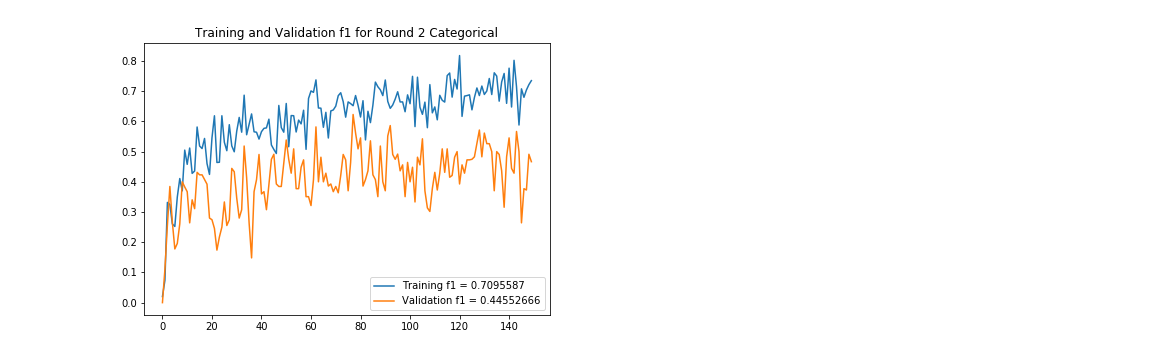 Training and Validation f1 for Round 2 Categorical
0.8
0.7
0.6
0.5
0.4
0.3
0.2
0.1
0.0
Training f1 = 0.7095587
Validation f1 = 0.44552666
0 20 40 60 80 100 120 140